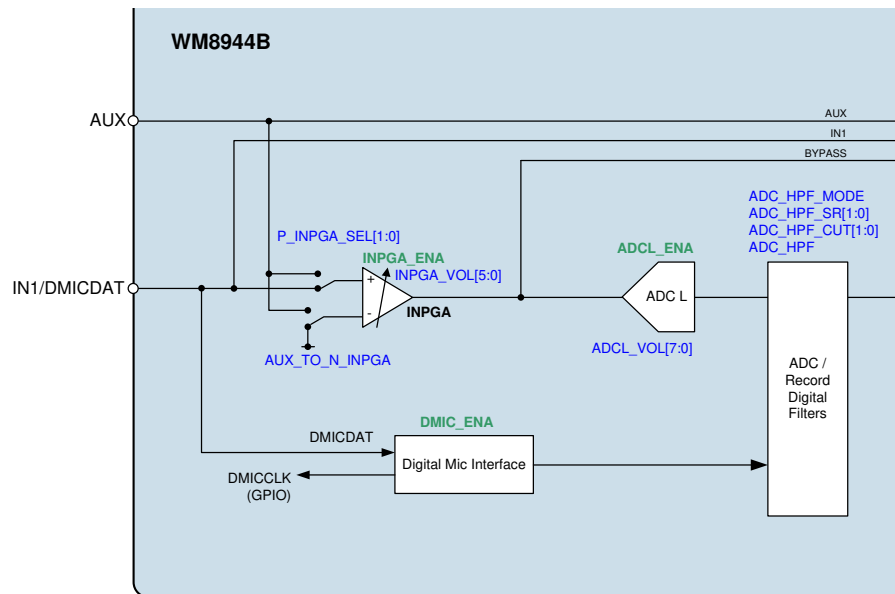 WM8944B
AUX
AUX
IN1
BYPASS
ADC_HPF_MODE
ADC_HPF_SR[1:0]
ADC_HPF_CUT[1:0]
ADC_HPF
P_INPGA_SEL[1:0]
INPGA_ENA
INPGA_VOL[5:0]
ADCL_ENA
IN1/DMICDAT
+
-
INPGA
ADC L
AUX_TO_N_INPGA
ADCL_VOL[7:0]
ADC /
Record
Digital
Filters
DMIC_ENA
DMICDAT
Digital Mic Interface
DMICCLK
(GPIO)